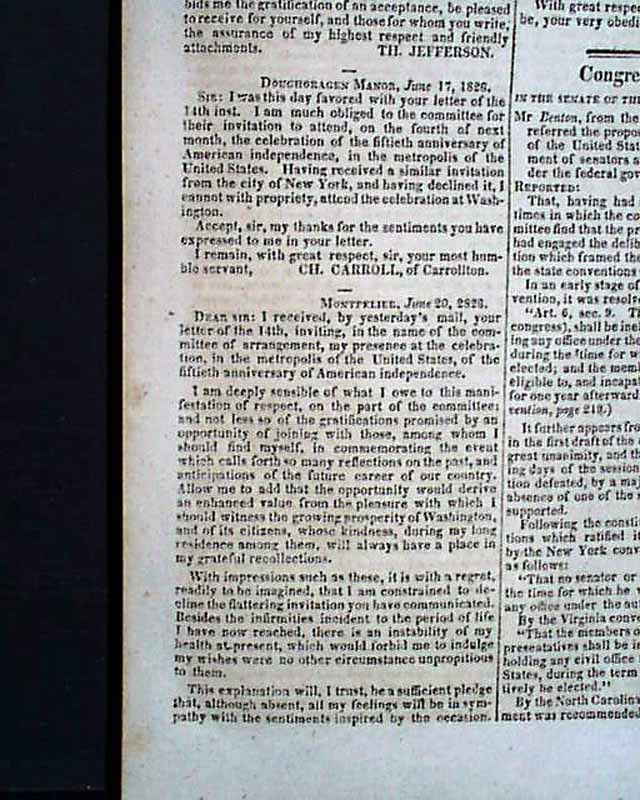 bids me the gratification of an acceptance, be pleased
to receive for yourself, and those for whom you write,
the assurance of my highest respect and friendly
attachments. TH. JEFFERSON.
DOUGHORAGEN MANOR, June 17, 1826.
SIR: I was this day favored with your letter of the
14th inst. I am much obliged to the committee for
their invitation to attend, on the fourth of next
month, the celebration of the fiftieth anniversary of
American independence, in the metropolis of the
United States. Having received a similar invitation
from the city of New York, and having declined it, I
cannot with propriety, attend the celebration at Wash-
ington.
Accept, sir, my thanks for the sentiments you have
expressed to me in your letter.
I remain, with great respect, sir, your most hum-
ble servant, CH. CARROLL, of Carrollton.
MONTPELIER, June 20, 1826.
DEAR SIR: I received, by yesterday's mail, your
letter of the 14th, inviting, in the name of the com-
mittee of arrangement, my presence at the celebra-
tion, in the metropolis of the United States, of the
fiftieth anniversary of American independence.
I am deeply sensible of what I owe to this mani-
festation of respect, on the part of the committee:
and not less so of the gratifications promised by an
opportunity of joining with those, among whom I
should find myself, in commemorating the event
which calls forth so many reflections on the past, and
anticipations of the future career of our country.
Allow me to add that the opportunity would derive
an enhanced value from the pleasure with which I
should witness the growing prosperity of Washington,
and of its citizens, whose kindness, during my long
residence among them, will always have a place in
my grateful recollections.
With impressions such as these, it is with a regret,
readily to be imagined, that I am constrained to de-
cline the flattering invitation you have communicated.
Besides the infirmities incident to the period of life
I have now reached, there is an instability of my
health at present, which would forbid me to indulge
my wishes were no other circumstance unpropitious
to them.
This explanation will, I trust, be a sufficient pledge
that, although absent, all my feelings will be in sym-
pathy with the sentiments inspired by the occasion.
With great respec
be, your very obedi
Congre
IN THE SENATE OF THE
Mr Benton, from the
referred the propo
of the United Stat
ment of senators a
der the federal gov
REPORTED:
That, having had
times in which the co
mittee find that the pr
had engaged the delib
tion which framed the
the state conventions
In an early stage of
vention, it was resolv
"Art. 6, sec. 9. Th
congress), shall be inel
ing any office under the
during the time for w
elected; and the memb
eligible to, and incapa
for one year afterward
vention, page 219.)
It further appears fro
in the first draft of the
great unanimity, and th
ing days of the session
tion defeated, by a maj
absence of one of the
supported.
Following the consti
tions which ratified it
by the New York conv
as follows:
"That no senator or
the time for which he
any office under the au
By the Virginia conve
"That the members o
presentatives shall be in
holding any civil office
States, during the term
tively be elected."
By the North Carolina
ment was recommended